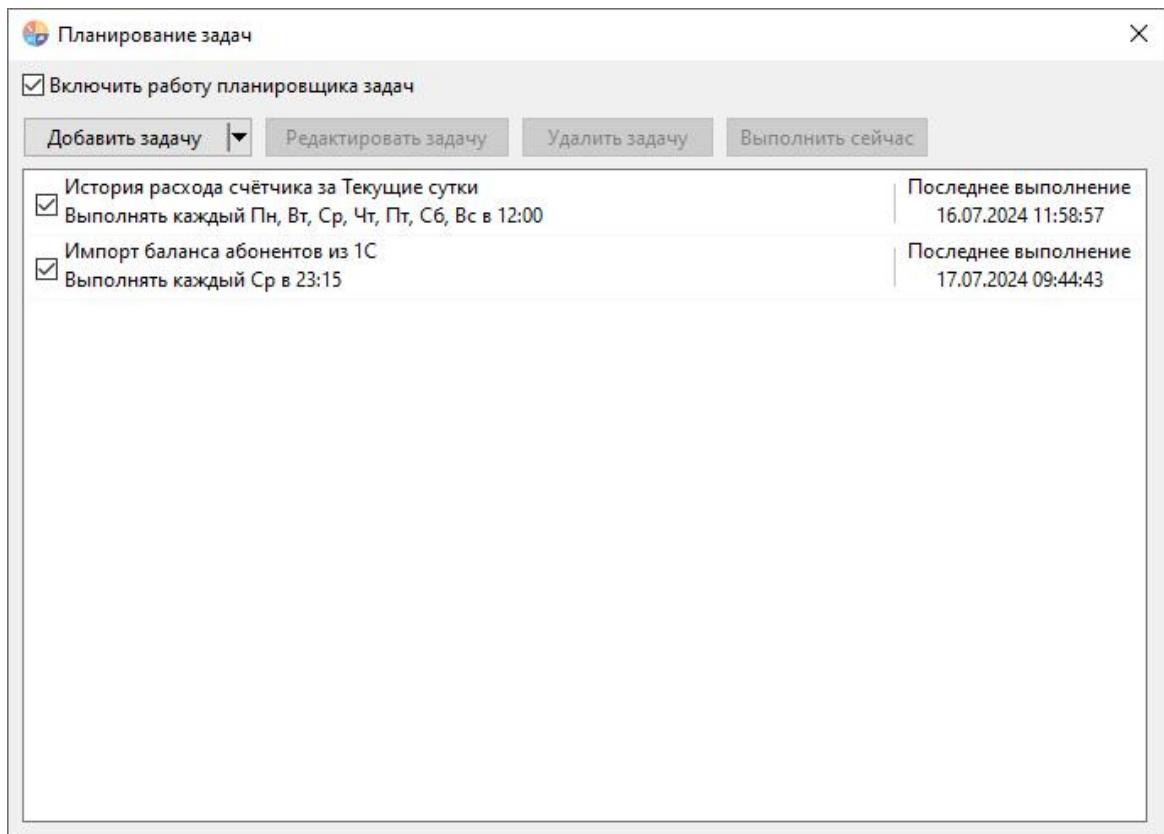 Планирование задач
Включить работу планировщика задач
Добавить задачу
Редактировать задачу
Удалить задачу
Выполнить сейчас
История расхода счётчика за Текущие сутки
Выполнять каждый Пн, Вт, Ср, Чт, Пт, Сб, Вс в 12:00
Последнее выполнение
16.07.2024 11:58:57
Импорт баланса абонентов из 1С
Выполнять каждый Ср в 23:15
Последнее выполнение
17.07.2024 09:44:43